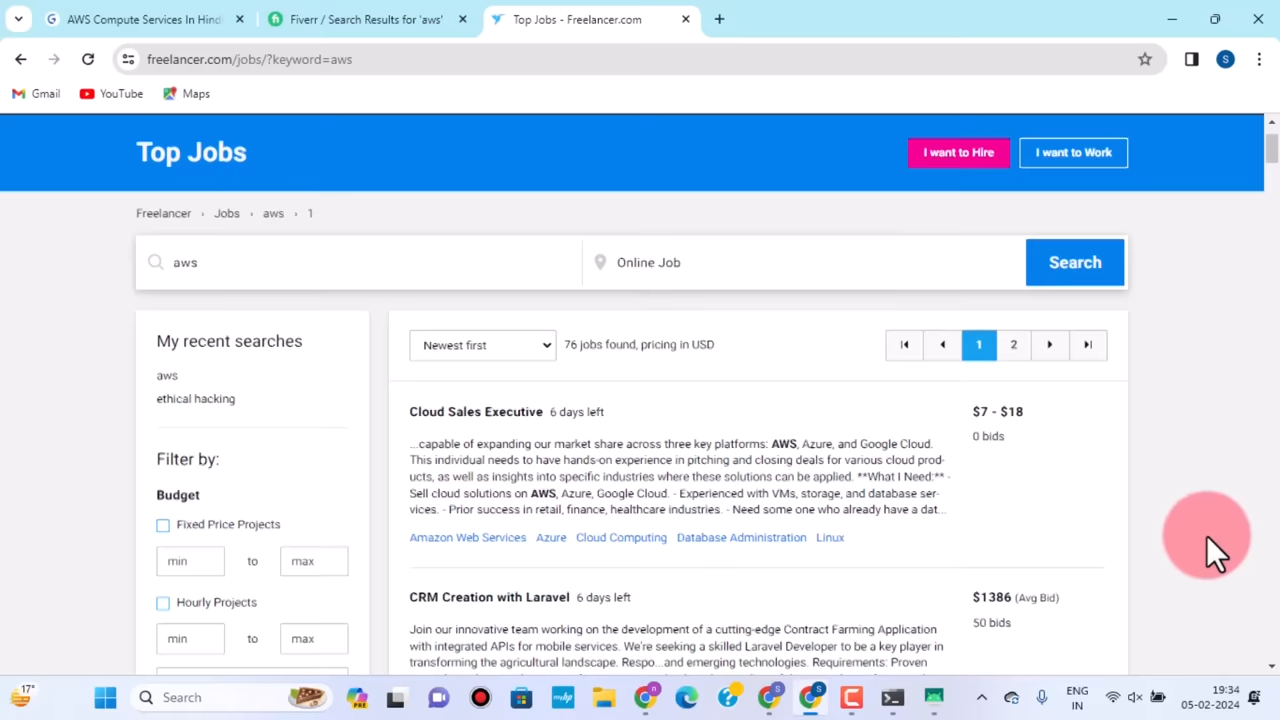 AWS Compute Services In Hind
Fiverr / Search Results for 'aws'
Top Jobs - Freelancer.com
freelancer.com/jobs/?keyword=aws
S
Gmail
YouTube
Maps
Top Jobs
I want to Hire
I want to Work
Freelancer › Jobs › aws › 1
aws
Online Job
Search
My recent searches
aws
ethical hacking
Filter by:
Budget
Fixed Price Projects
min to max
Hourly Projects
min to max
Newest first
76 jobs found, pricing in USD
1
2
Cloud Sales Executive 6 days left
$7 - $18
0 bids
...capable of expanding our market share across three key platforms: AWS, Azure, and Google Cloud.
This individual needs to have hands-on experience in pitching and closing deals for various cloud prod-
ucts, as well as insights into specific industries where these solutions can be applied. **What I Need:** -
Sell cloud solutions on AWS, Azure, Google Cloud. - Experienced with VMs, storage, and database ser-
vices. - Prior success in retail, finance, healthcare industries. - Need some one who already have a dat...
Amazon Web Services Azure Cloud Computing Database Administration Linux
CRM Creation with Laravel 6 days left
$1386 (Avg Bid)
50 bids
Join our innovative team working on the development of a cutting-edge Contract Farming Application
with integrated APIs for mobile services. We're seeking a skilled Laravel Developer to be a key player in
transforming the agricultural landscape. Respo...and emerging technologies. Requirements: Proven
17°
Search
PRE
ENG
IN
19:34
05-02-2024